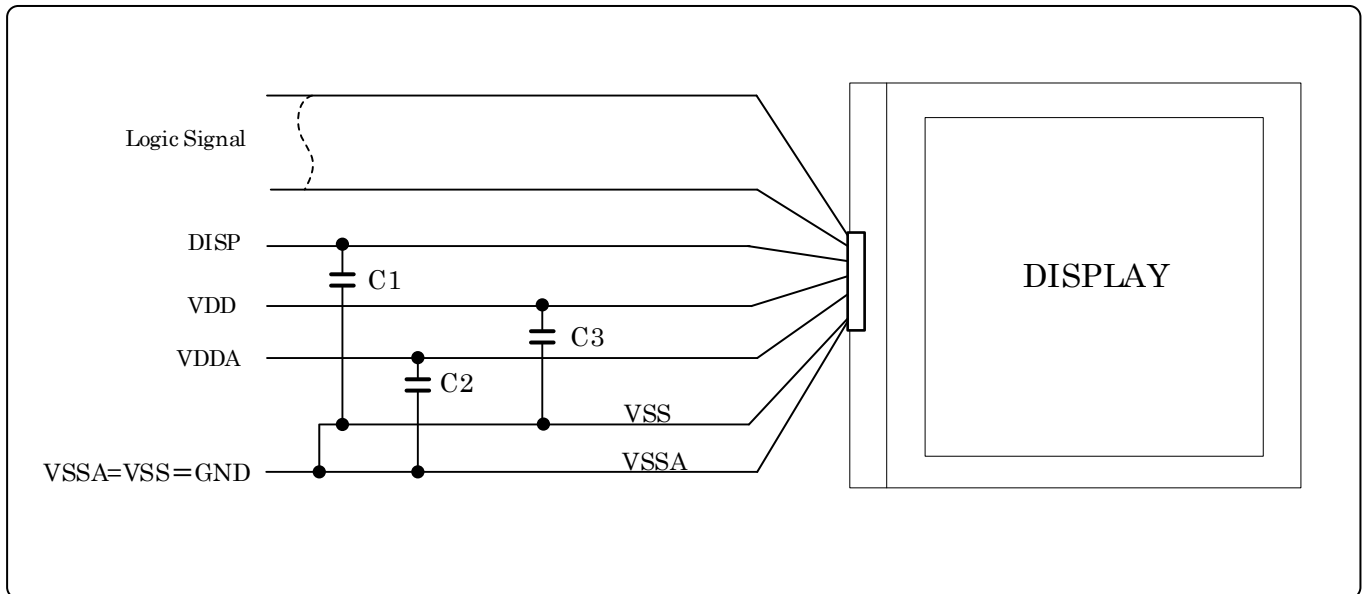 Logic Signal
DISP
C1
DISPLAY
VDD
C3
VDDA
C2
VSS
VSSA
VSSA=VSS=GND